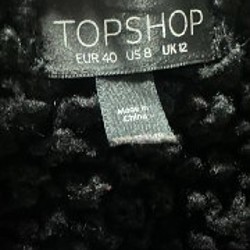 TOPSHOP
EUR 40 US 8 UK 12
Made in
China